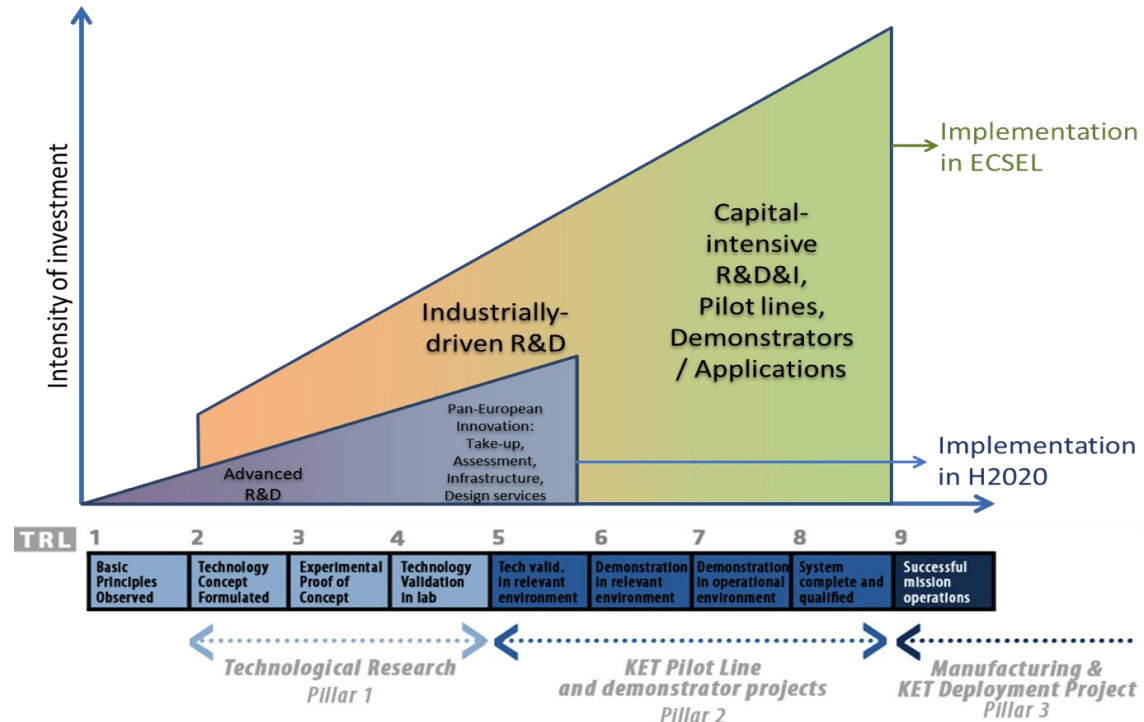 Intensity of investment
Implementation
in ECSEL
Capital-
intensive
R&D&I,
Pilot lines,
Demonstrators
/ Applications
Industrially-
driven R&D
Pan-European
Innovation:
Take-up,
Assessment,
Infrastructure,
Design services
Advanced
R&D
Implementation
in H2020
TRL 1 2 3 4 5 6 7 8 9
Basic
Principles
Observed
Technology
Concept
Formulated
Experimental
Proof of
Concept
Technology
Validation
In lab
Tech valid.
In relevant
environment
Demonstration
In relevant
environment
Demonstration
In operational
environment
System
complete and
qualified
Successful
mission
operations
Technological Research
Pillar 1
KET Pilot Line
and demonstrator projects
Pillar 2
Manufacturing &
KET Deployment Project
Pillar 3